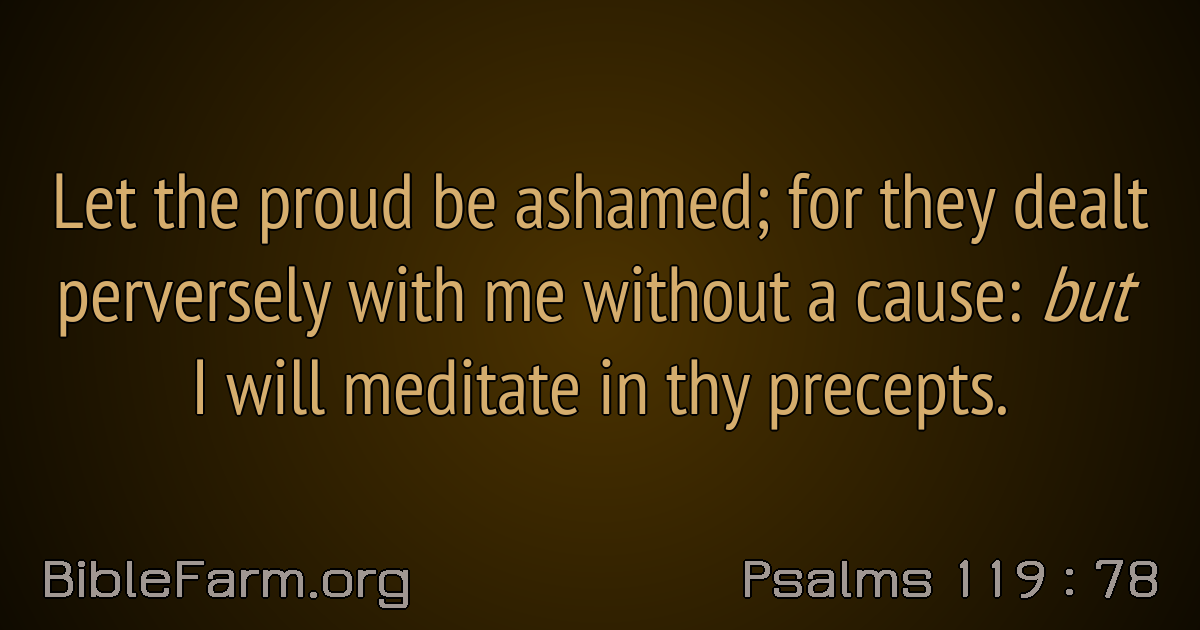 Let the proud be ashamed; for they dealt
perversely with me without a cause: but
I will meditate in thy precepts.
BibleFarm.org
Psalms 119 : 78